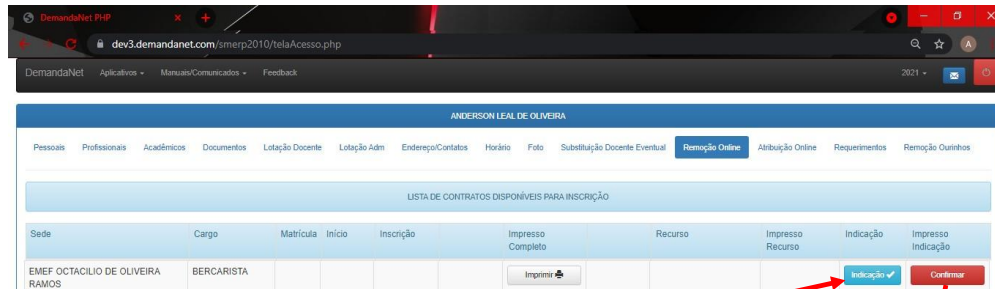 DemandaNet PHP
dev3.demandanet.com/smerp2010/telaAcesso.php
A
DemandaNet Aplicativos Manuais/Comunicados Feedback 2021
ANDERSON LEAL DE OLIVEIRA
Pessoais Profissionais Acadêmicos Documentos Lotação Docente Lotação Adm Endereço/Contatos Horário Foto Substituição Docente Eventual Remoção Online Atribuição Online Requerimentos Remoção Ourinhos
LISTA DE CONTRATOS DISPONÍVEIS PARA INSCRIÇÃO
Sede Cargo Matrícula Início Inscrição Impresso Completo Recurso Impresso Recurso Indicação Impresso Indicação
EMEF OCTACILIO DE OLIVEIRA RAMOS BERCARISTA Imprimir Indicação Confirmar